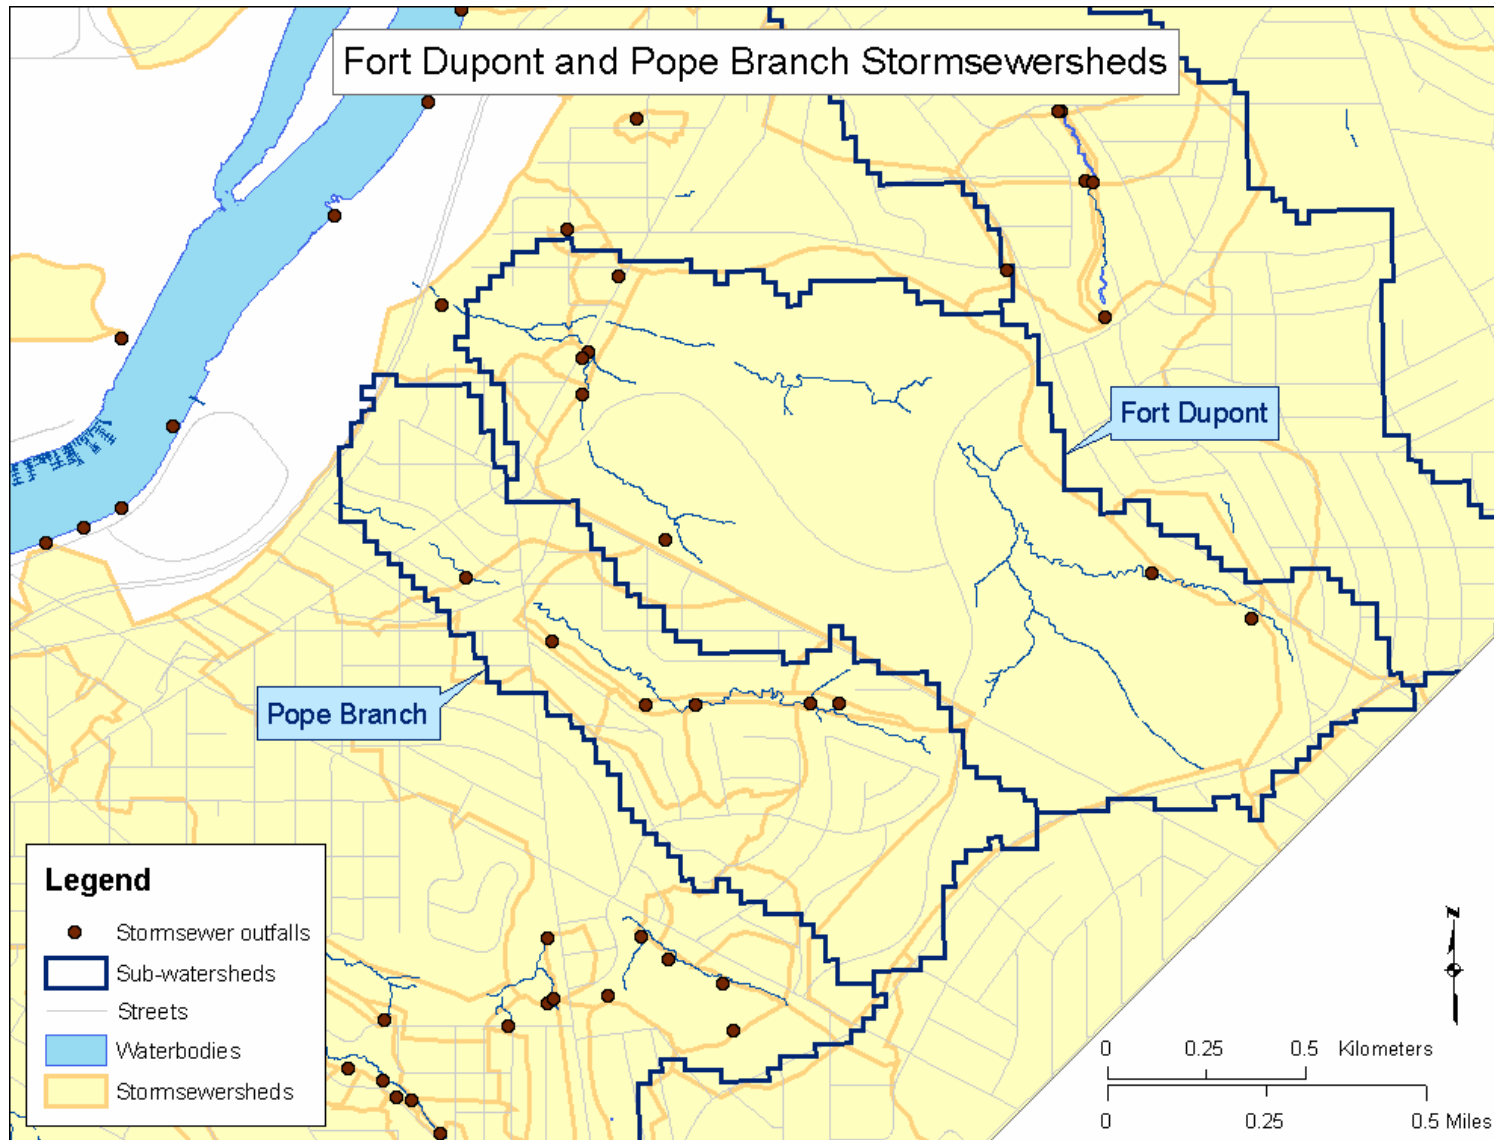 Fort Dupont and Pope Branch Stormsewersheds
Fort Dupont
Pope Branch
Legend
Stormsewer outfalls
Sub-watersheds
Streets
Waterbodies
Stormsewersheds
N
0 0.25 0.5 Kilometers
0 0.25 0.5 Miles